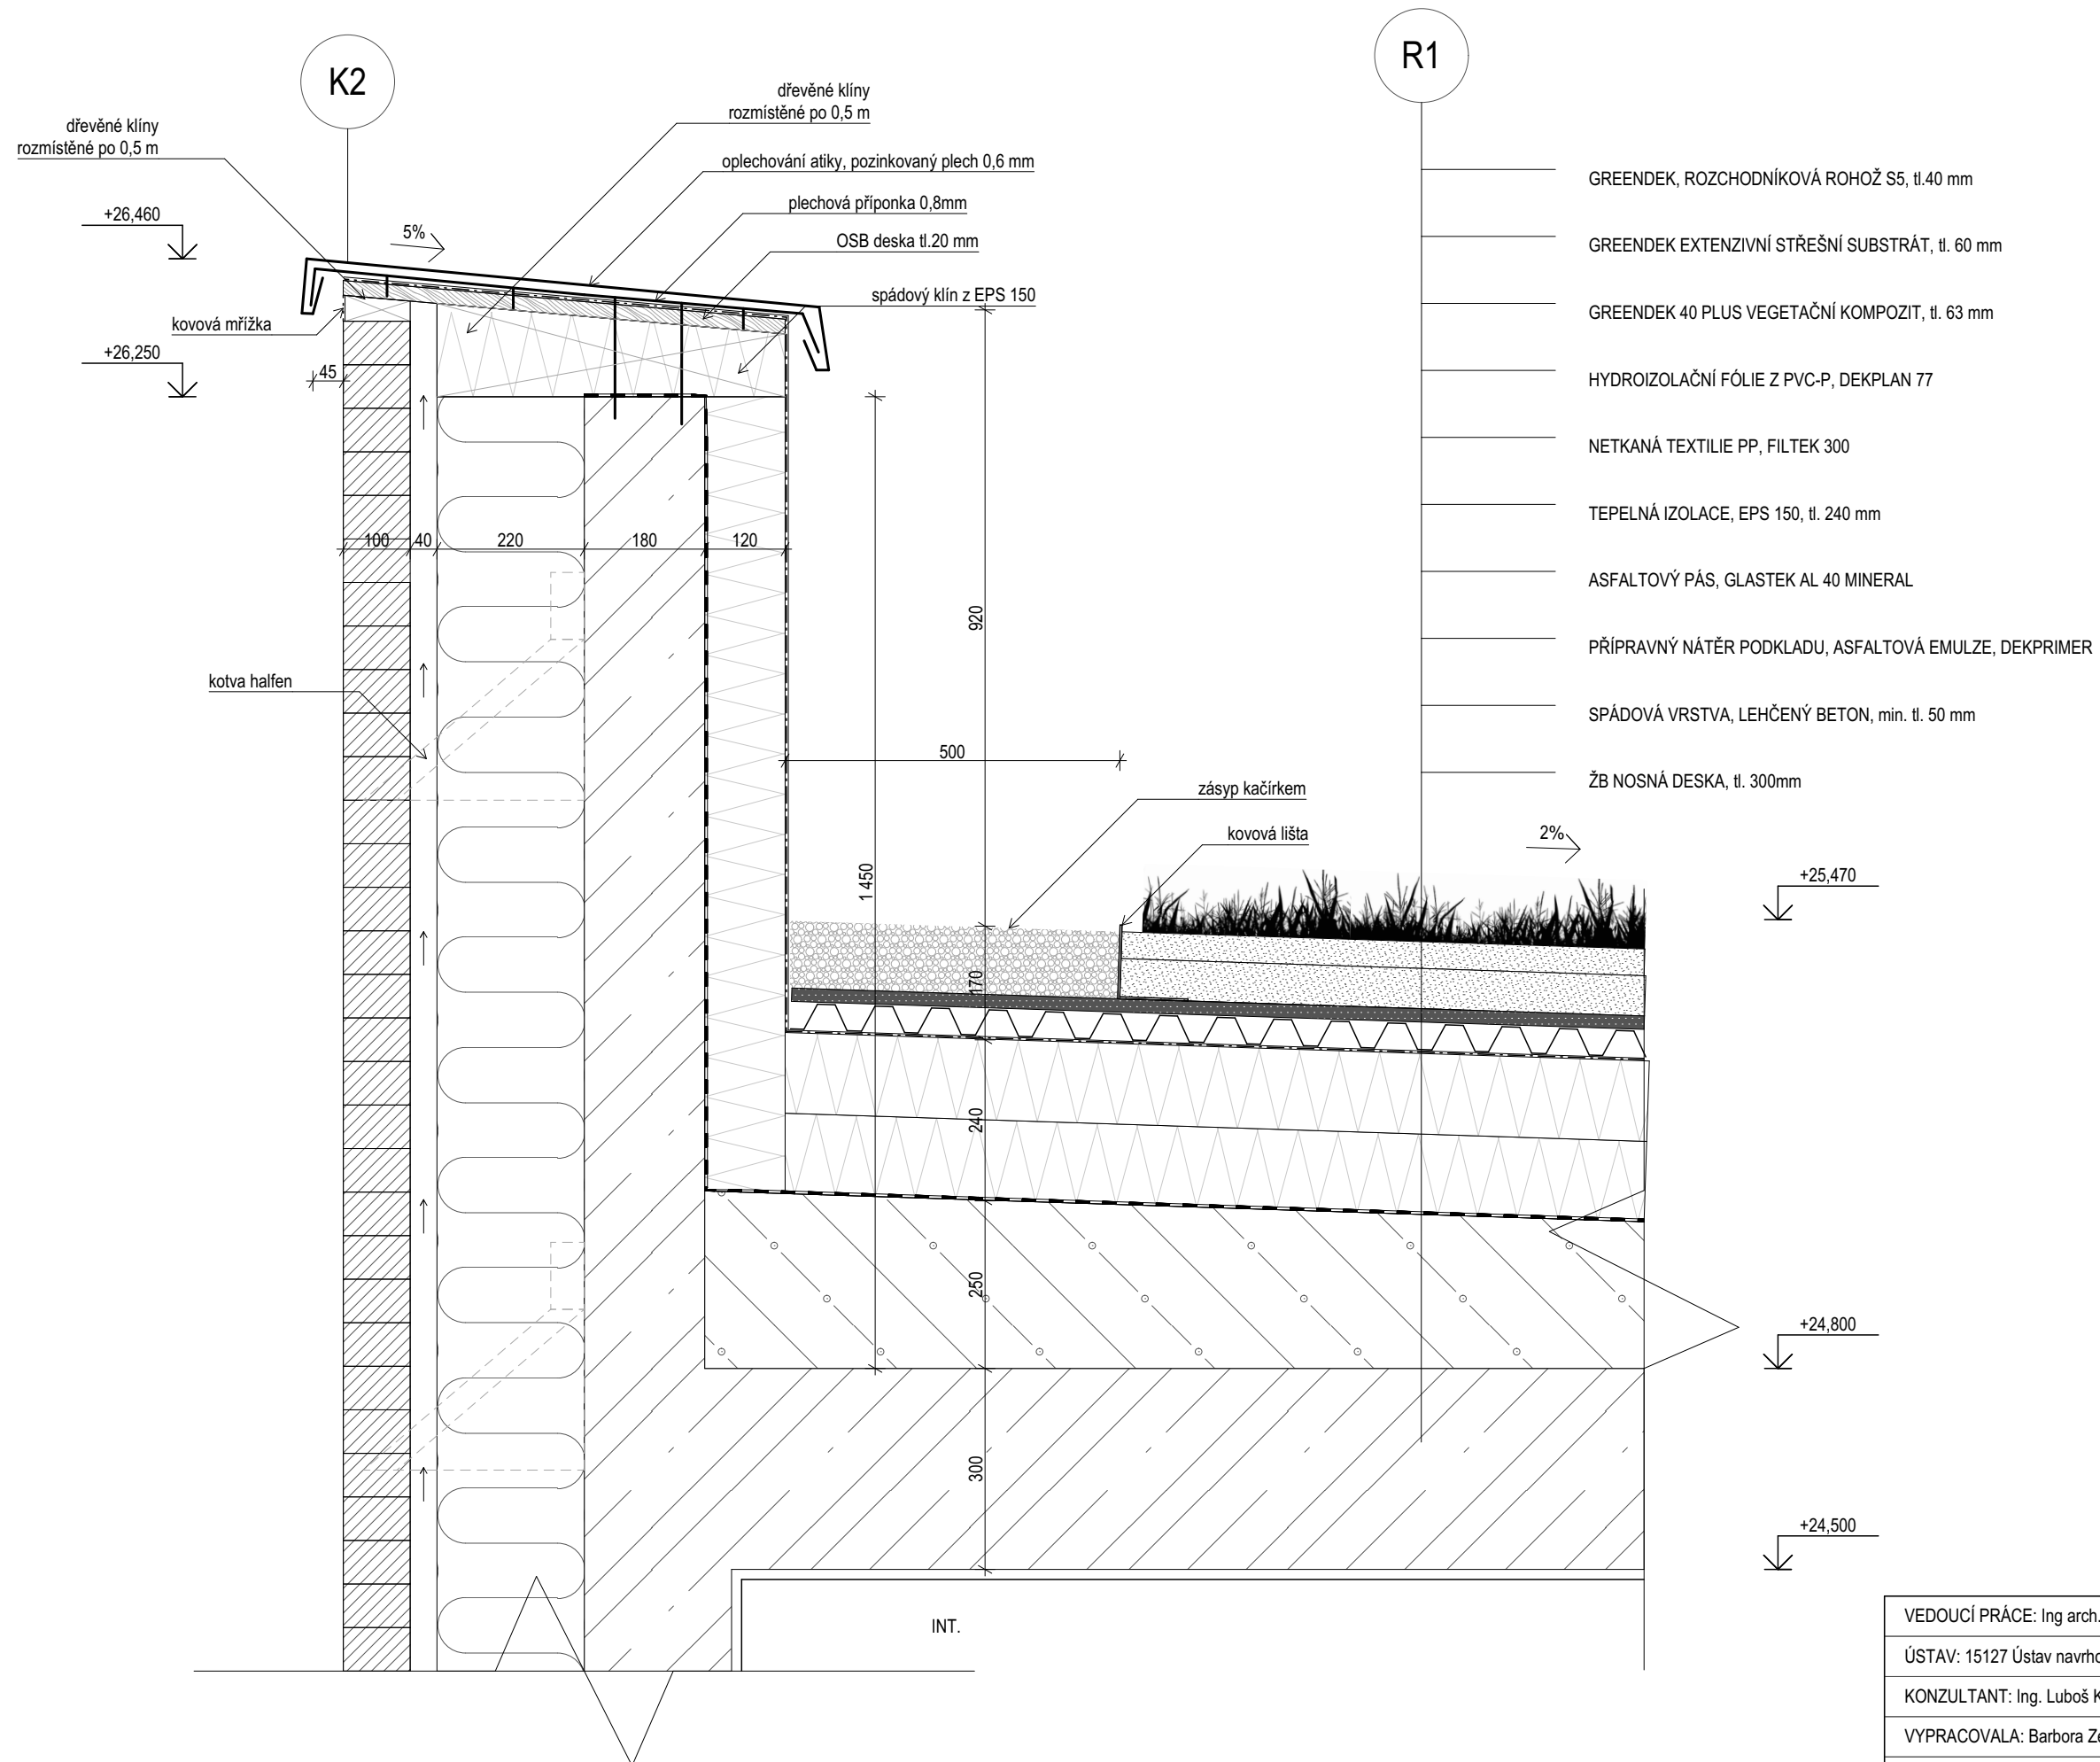 K2
R1
dřevěné klíny
rozmístěné po 0,5 m
dřevěné klíny
rozmístěné po 0,5 m
oplechování atiky, pozinkovaný plech 0,6 mm
plechová příponka 0,8mm
OSB deska tl.20 mm
spádový klín z EPS 150
+26,460
5%
kovová mřížka
+26,250
45
GREENDEK, ROZCHODNÍKOVÁ ROHOŽ S5, tl.40 mm
GREENDEK EXTENZIVNÍ STŘEŠNÍ SUBSTRÁT, tl. 60 mm
GREENDEK 40 PLUS VEGETAČNÍ KOMPOZIT, tl. 63 mm
HYDROIZOLAČNÍ FÓLIE Z PVC-P, DEKPLAN 77
NETKANÁ TEXTILIE PP, FILTEK 300
TEPELNÁ IZOLACE, EPS 150, tl. 240 mm
ASFALTOVÝ PÁS, GLASTEK AL 40 MINERAL
PŘÍPRAVNÝ NÁTĚR PODKLADU, ASFALTOVÁ EMULZE, DEKPRIMER
SPÁDOVÁ VRSTVA, LEHČENÝ BETON, min. tl. 50 mm
ŽB NOSNÁ DESKA, tl. 300mm
100
40
220
180
120
920
kotva halfen
500
zásyp kačírkem
kovová lišta
2%
1 450
+25,470
170
240
250
+24,800
300
+24,500
INT.
VEDOUCÍ PRÁCE: Ing arch.
ÚSTAV: 15127 Ústav
KONZULTANT: Ing. Luboš
VYPRACOVALA: Barbora